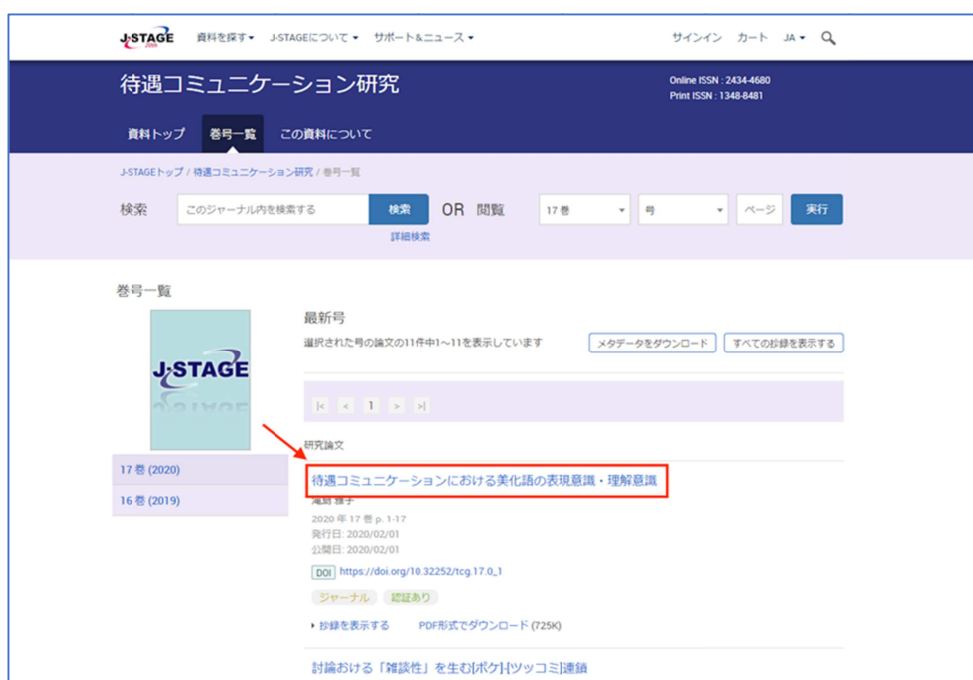 J-STAGE 資料を探す▾ J-STAGEについて ▾ サポート&ニュース ▾ サインイン カート JA ▾
待遇コミュニケーション研究
Online ISSN : 2434-4680
Print ISSN : 1348-8481
資料トップ 巻号一覧 この資料について
J-STAGEトップ / 待遇コミュニケーション研究 / 巻号一覧
検索 このジャーナル内を検索する 検索 OR 閲覧 17 巻 号 ページ 実行
詳細検索
巻号一覧
最新号
選択された号の論文の11件中1~11を表示しています メタデータをダウンロード すべての抄録を表示する
J-STAGE
|< < 1 > >|
研究論文
17 巻 (2020)
16 巻 (2019)
待遇コミュニケーションにおける美化語の表現意識・理解意識
滝島 雅子
2020 年 17 巻 p. 1-17
発行日: 2020/02/01
公開日: 2020/02/01
DOI https://doi.org/10.32252/tcg.17.0_1
ジャーナル 認証あり
抄録を表示する PDF形式でダウンロード (725K)
討論おける「雑談性」を生む[ボケ]-[ツッコミ]連鎖